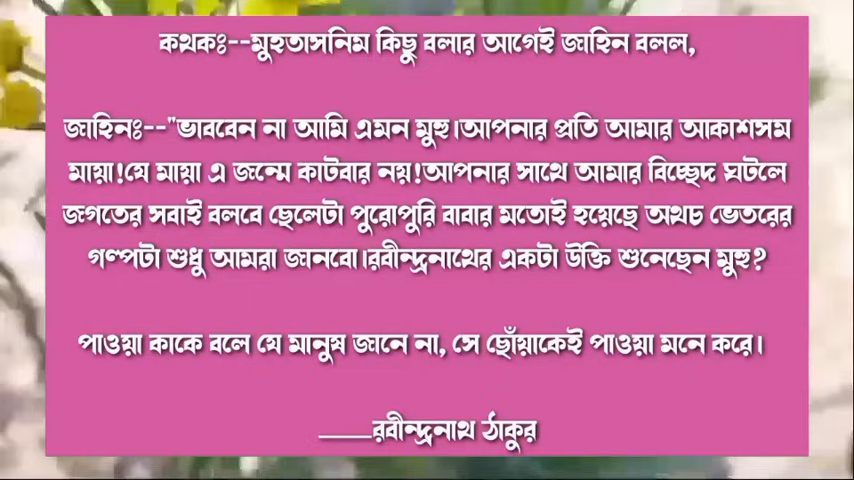 কথকঃ--মুহতাসনিম কিছু বলার আগেই জাহিন বলল,
জাহিনঃ--"ভাববেন না আমি এমন মুহু।আপনার প্রতি আমার আকাশসম
মায়া!যে মায়া এ জন্মে কাটবার নয়!আপনার সাথে আমার বিচ্ছেদ ঘটলে
জগতের সবাই বলবে ছেলেটা পুরোপুরি বাবার মতোই হয়েছে অথচ ভেতরের
গল্পটা শুধু আমরা জানবো।রবীন্দ্রনাথের একটা উক্তি শুনেছেন মুহু?
পাওয়া কাকে বলে যে মানুষ জানে না, সে ছোঁয়াকেই পাওয়া মনে করে।
____রবীন্দ্রনাথ ঠাকুর